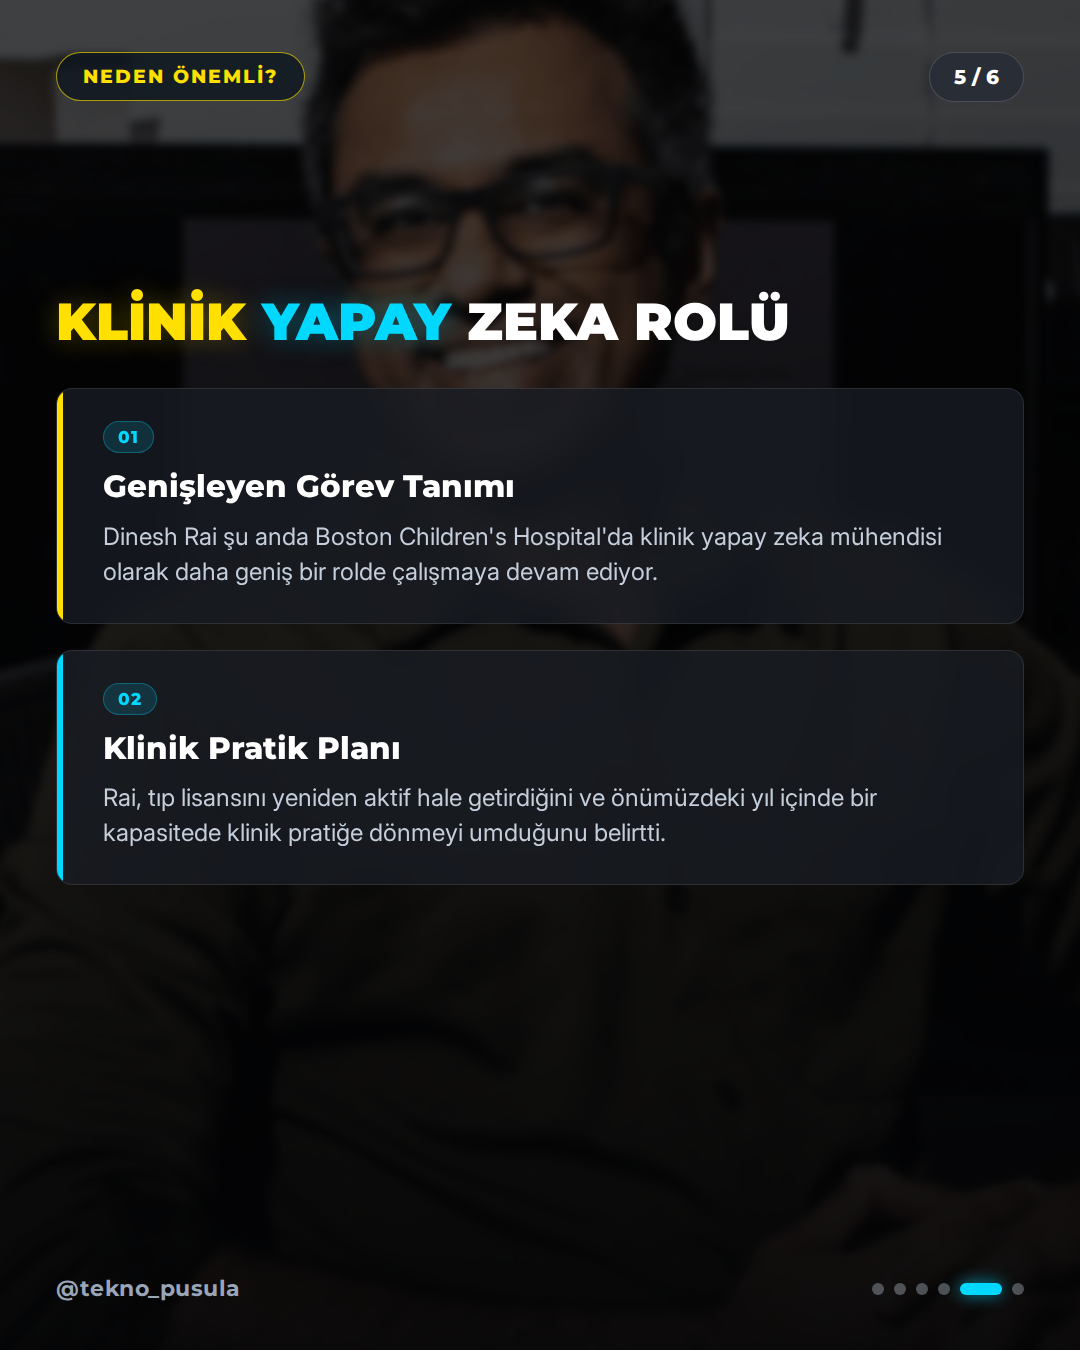 NEDEN ÖNEMLİ?
5 / 6
KLİNİK YAPAY ZEKA ROLÜ
01
Genişleyen Görev Tanımı
Dinesh Rai şu anda Boston Children's Hospital'da klinik yapay zeka mühendisi
olarak daha geniş bir rolde çalışmaya devam ediyor.
02
Klinik Pratik Planı
Rai, tıp lisansını yeniden aktif hale getirdiğini ve önümüzdeki yıl içinde bir
kapasitede klinik pratiğe dönmeyi umduğunu belirtti.
@tekno_pusula